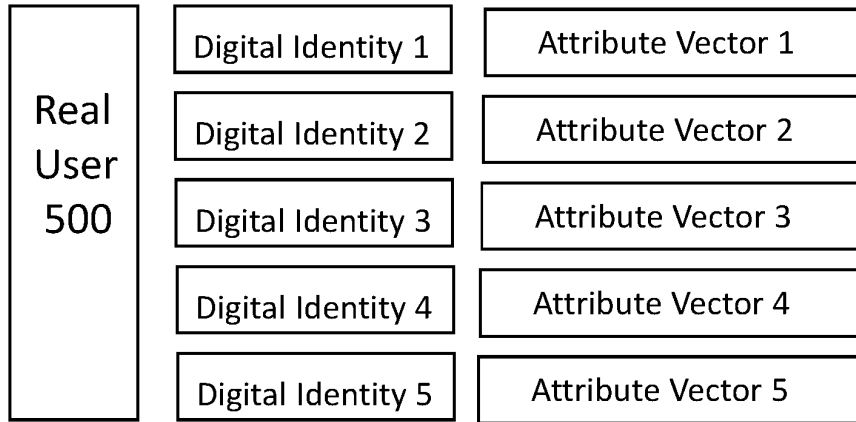 Real
User
500
Digital Identity 1
Attribute Vector 1
Digital Identity 2
Attribute Vector 2
Digital Identity 3
Attribute Vector 3
Digital Identity 4
Attribute Vector 4
Digital Identity 5
Attribute Vector 5